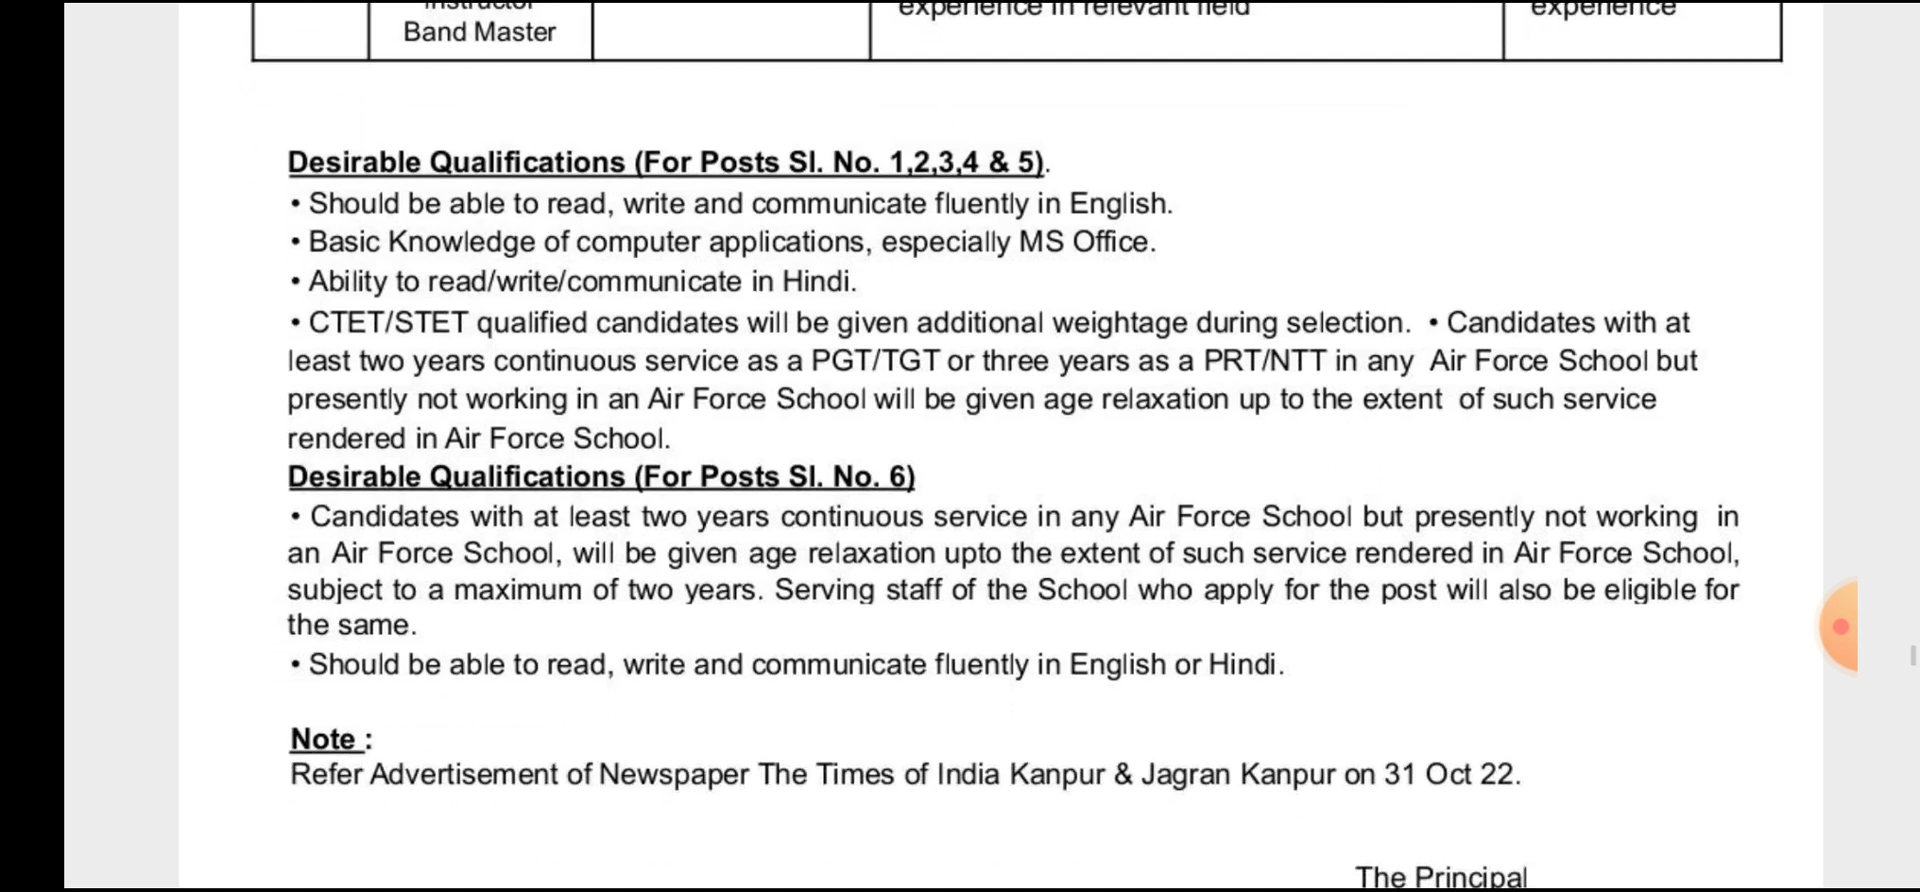 Instructor
Band Master
experience in relevant field
experience
Desirable Qualifications (For Posts Sl. No. 1,2,3,4 & 5).
• Should be able to read, write and communicate fluently in English.
• Basic Knowledge of computer applications, especially MS Office.
• Ability to read/write/communicate in Hindi.
• CTET/STET qualified candidates will be given additional weightage during selection. • Candidates with at
least two years continuous service as a PGT/TGT or three years as a PRT/NTT in any Air Force School but
presently not working in an Air Force School will be given age relaxation up to the extent of such service
rendered in Air Force School.
Desirable Qualifications (For Posts Sl. No. 6)
• Candidates with at least two years continuous service in any Air Force School but presently not working in
an Air Force School, will be given age relaxation upto the extent of such service rendered in Air Force School,
subject to a maximum of two years. Serving staff of the School who apply for the post will also be eligible for
the same.
• Should be able to read, write and communicate fluently in English or Hindi.
Note :
Refer Advertisement of Newspaper The Times of India Kanpur & Jagran Kanpur on 31 Oct 22.
The Principal